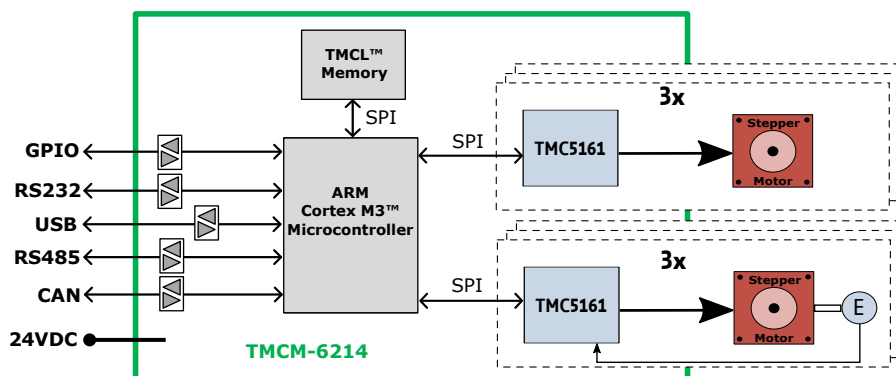 TMCL™
Memory
SPI
GPIO
RS232
USB
RS485
CAN
24VDC
ARM
Cortex M3™
Microcontroller
TMCM-6214
SPI
3x
TMC5161
Stepper
Motor
SPI
3x
TMC5161
Stepper
Motor
E